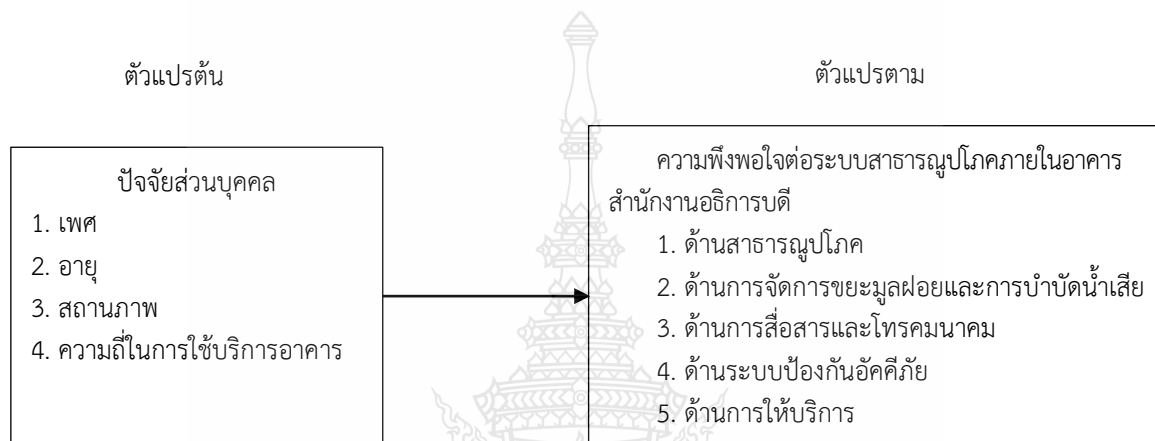 ตัวแปรต้น
ตัวแปรตาม
ปัจจัยส่วนบุคคล
1. เพศ
2. อายุ
3. สถานภาพ
4. ความถี่ในการใช้บริการอาคาร
ความพึงพอใจต่อระบบสาธารณูปโภคภายในอาคาร
สำนักงานอธิการบดี
1. ด้านสาธารณูปโภค
2. ด้านการจัดการขยะมูลฝอยและการบำบัดน้ำเสีย
3. ด้านการสื่อสารและโทรคมนาคม
4. ด้านระบบป้องกันอัคคีภัย
5. ด้านการให้บริการ